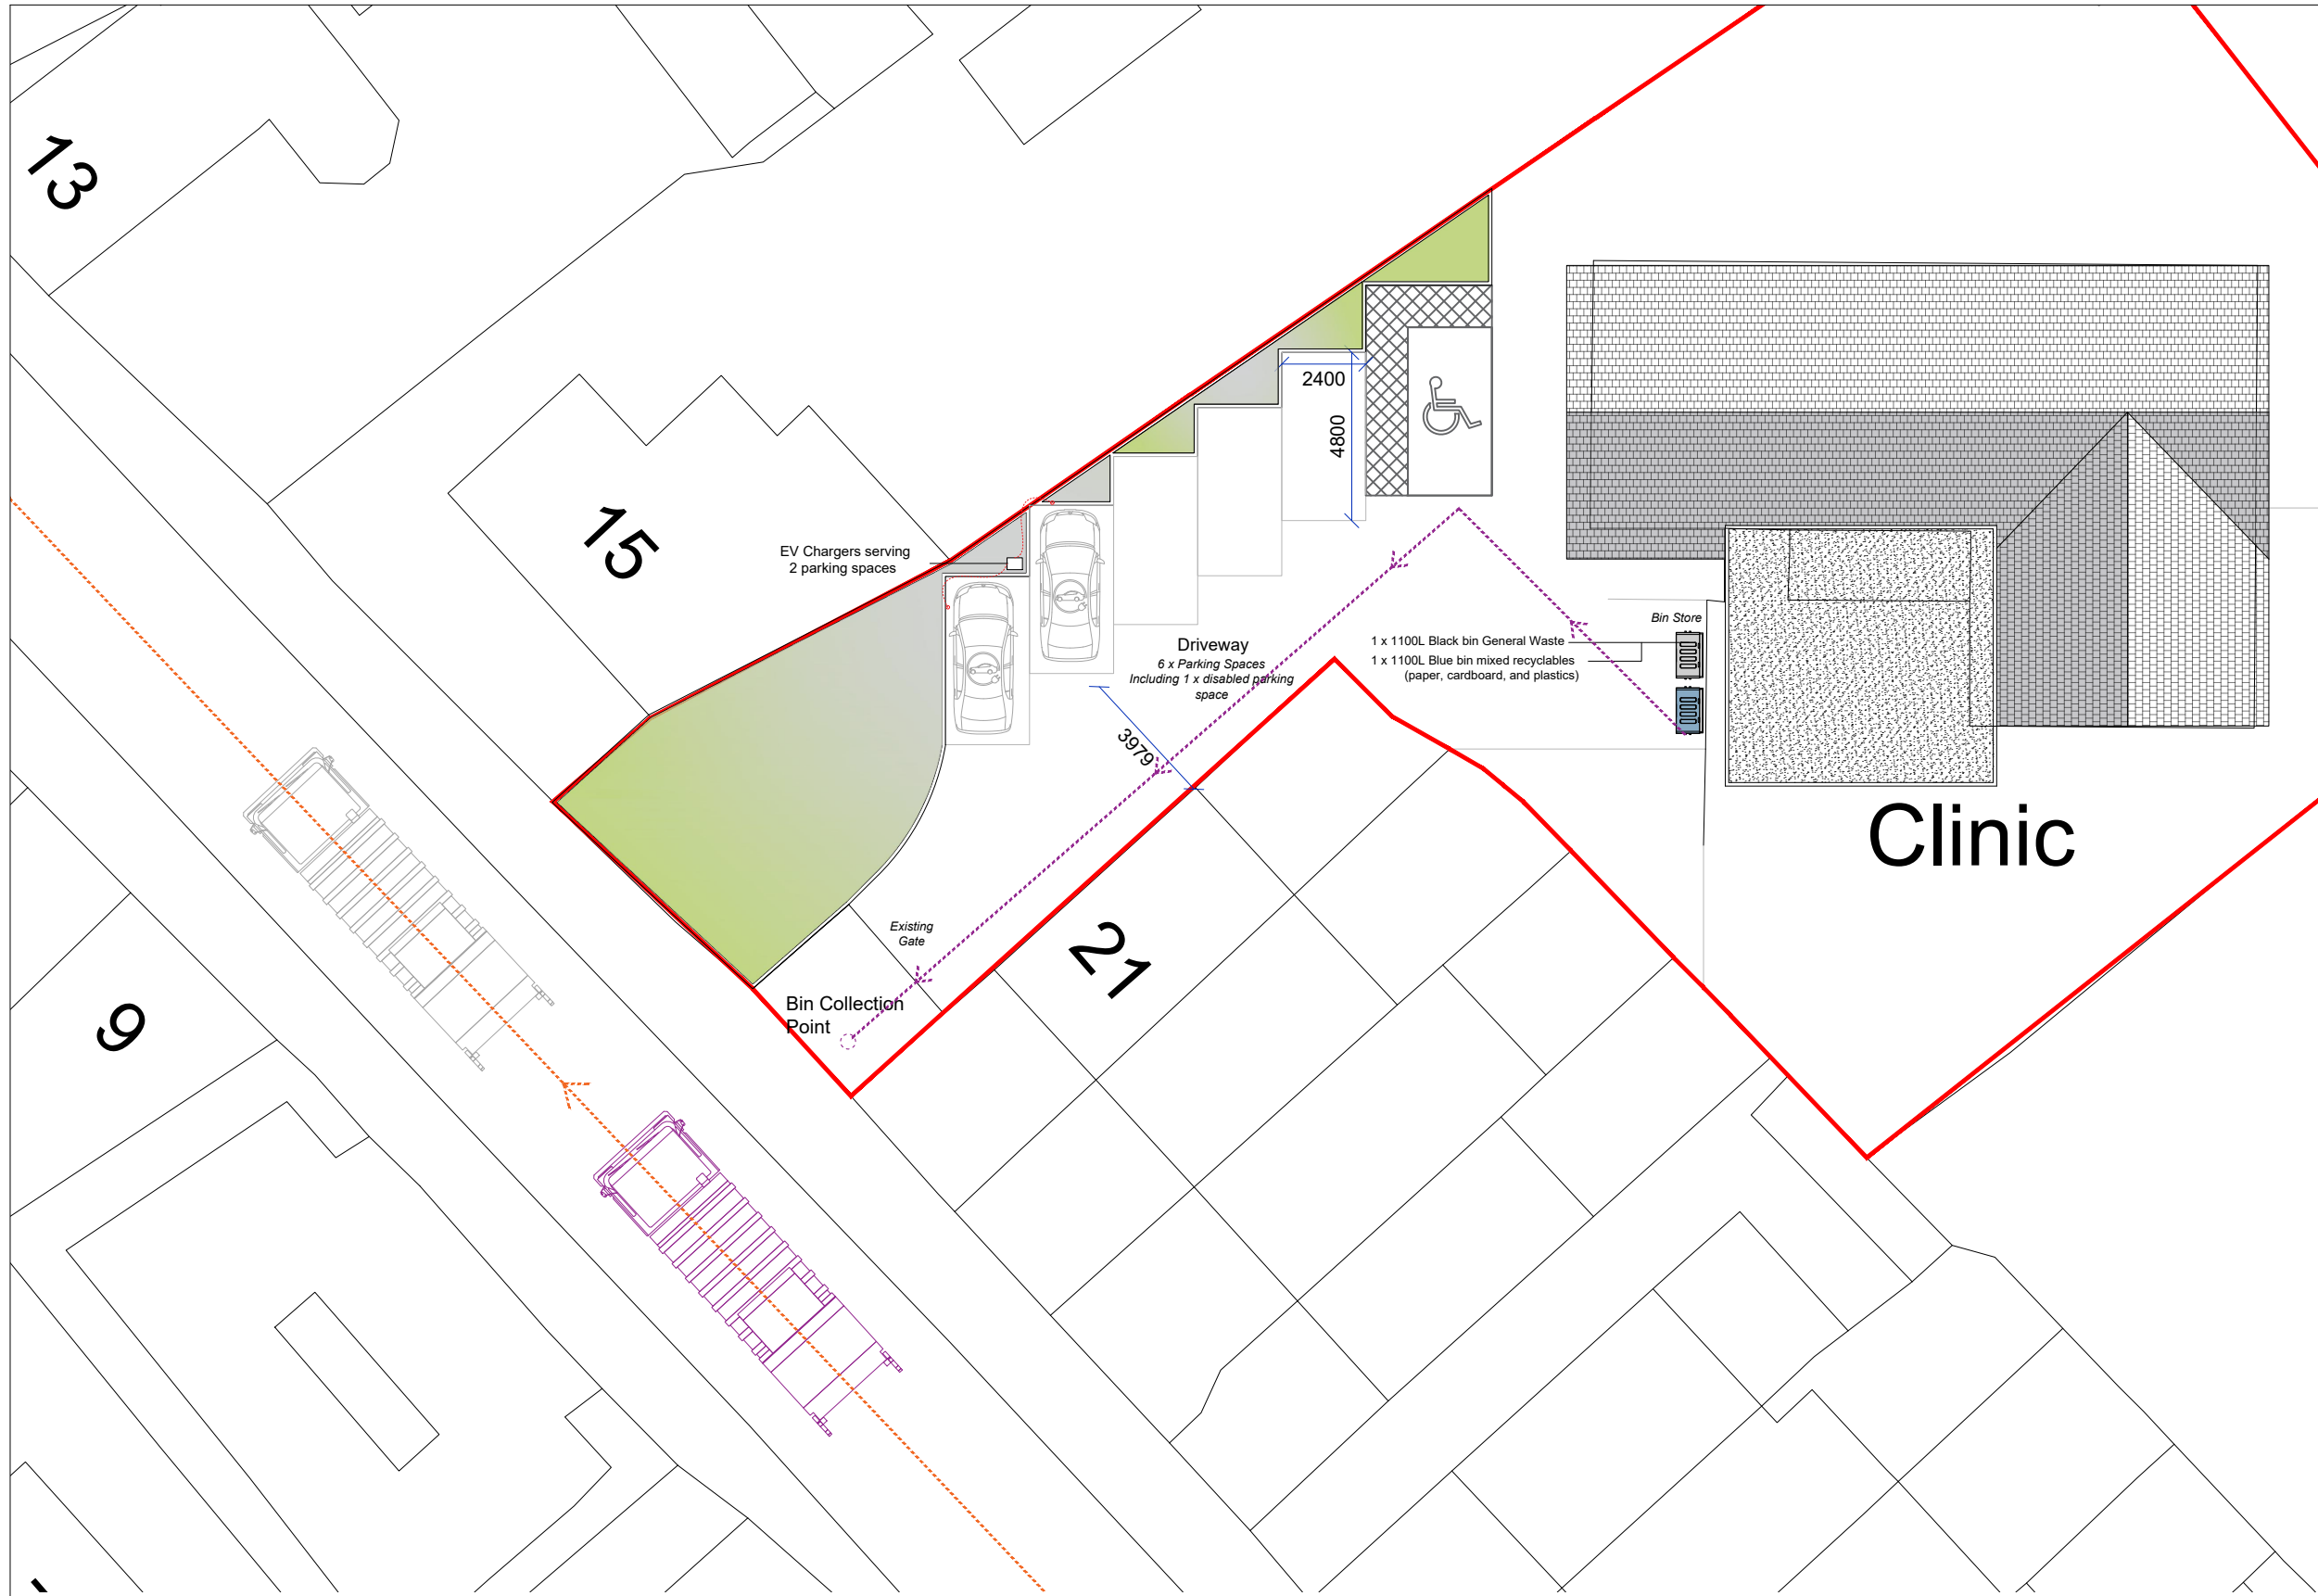 13
2400
4800
15
EV Chargers serving
2 parking spaces
Bin Store
1 x 1100L Black bin General Waste
1 x 1100L Blue bin mixed recyclables
(paper, cardboard, and plastics)
Driveway
6 x Parking Spaces
Including 1 x disabled parking
space
3979
Clinic
Existing
Gate
21
Bin Collection
Point
9